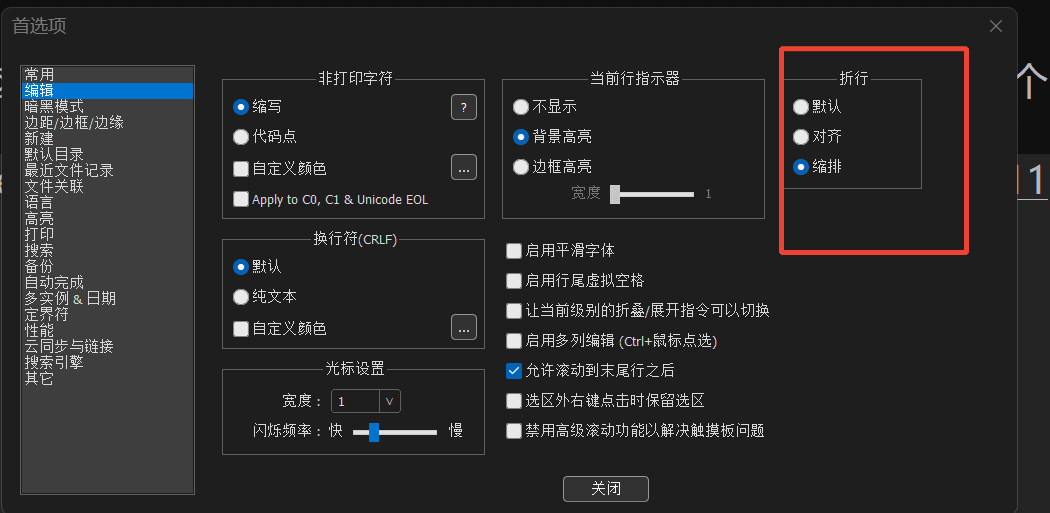 首选项
常用
编辑
暗黑模式
边距/边框/边缘
新建
默认目录
最近文件记录
文件关联
语言
高亮
打印
搜索
备份
自动完成
多实例 & 日期
定界符
性能
云同步与链接
搜索引擎
其它
非打印字符
缩写
?
代码点
自定义颜色
...
Apply to C0, C1 & Unicode EOL
换行符(CRLF)
默认
纯文本
自定义颜色
...
光标设置
宽度：
1
闪烁频率：快
慢
当前行指示器
不显示
背景高亮
边框高亮
宽度
1
启用平滑字体
启用行尾虚拟空格
让当前级别的折叠/展开指令可以切换
启用多列编辑 (Ctrl+鼠标点选)
允许滚动到末尾行之后
选区外右键点击时保留选区
禁用高级滚动功能以解决触摸板问题
折行
默认
对齐
缩排
关闭
个
11